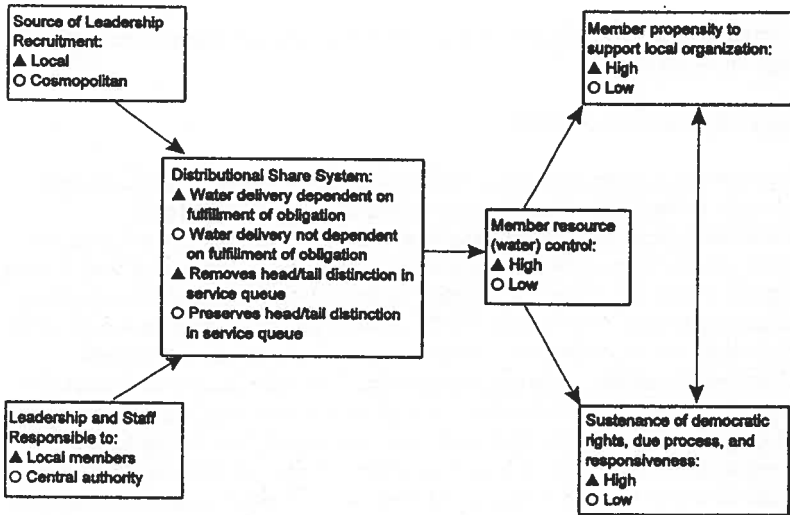 Source of Leadership
Recruitment:
▲ Local
○ Cosmopolitan
Member propensity to
support local organization:
▲ High
○ Low
Distributional Share System:
▲ Water delivery dependent on
fulfillment of obligation
○ Water delivery not dependent
on fulfillment of obligation
▲ Removes head/tail distinction in
service queue
○ Preserves head/tail distinction
in service queue
Member resource
(water) control:
▲ High
○ Low
Leadership and Staff
Responsible to:
▲ Local members
○ Central authority
Sustenance of democratic
rights, due process, and
responsiveness:
▲ High
○ Low